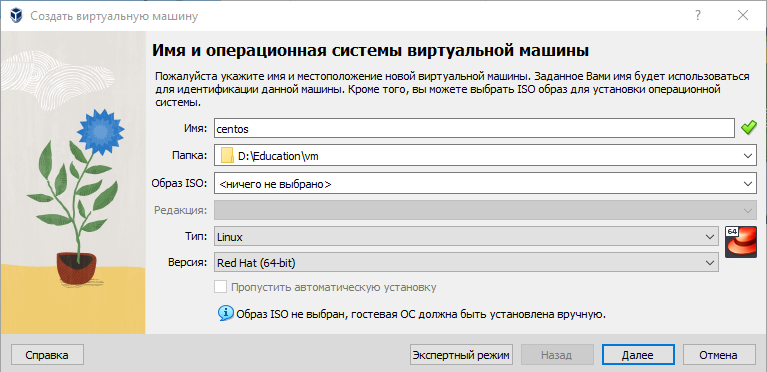 Создать виртуальную машину
?
Имя и операционная системы виртуальной машины
Пожалуйста укажите имя и местоположение новой виртуальной машины. Заданное Вами имя будет использоваться
для идентификации данной машины. Кроме того, вы можете выбрать ISO образ для установки операционной
системы.
Имя: centos
Папка: D:\Education\vm
Образ ISO: <ничего не выбрано>
Редакция:
Тип: Linux
64
Версия: Red Hat (64-bit)
Пропустить автоматическую установку
Образ ISO не выбран, гостевая ОС должна быть установлена вручную.
Справка Экспертный режим Назад Далее Отмена